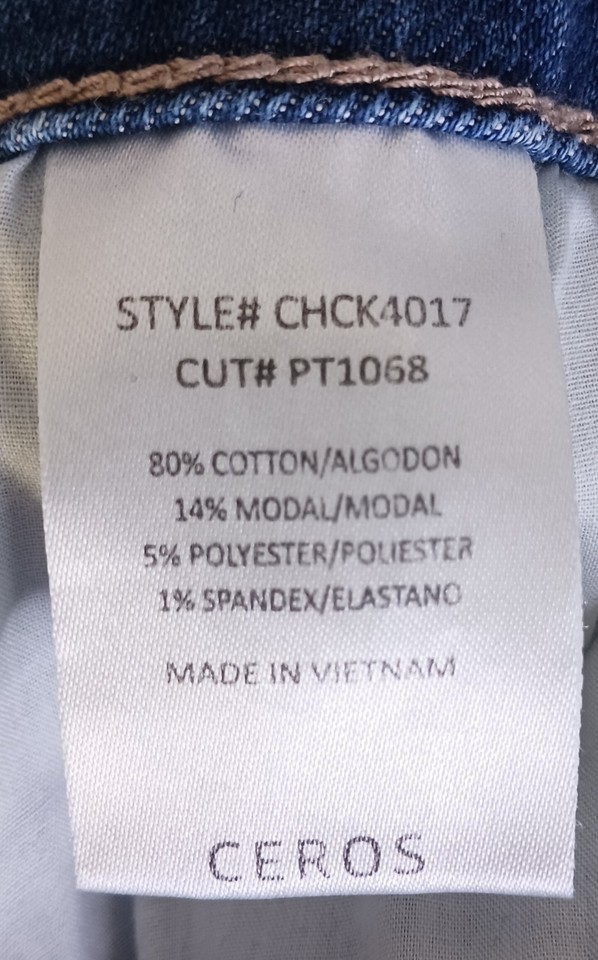 STYLE# CHCK4017
CUT# PT1068
80% COTTON/ALGODON
14% MODAL/MODAL
5% POLYESTER/POLIESTER
1% SPANDEX/ELASTANO
MADE IN VIETNAM
CEROS